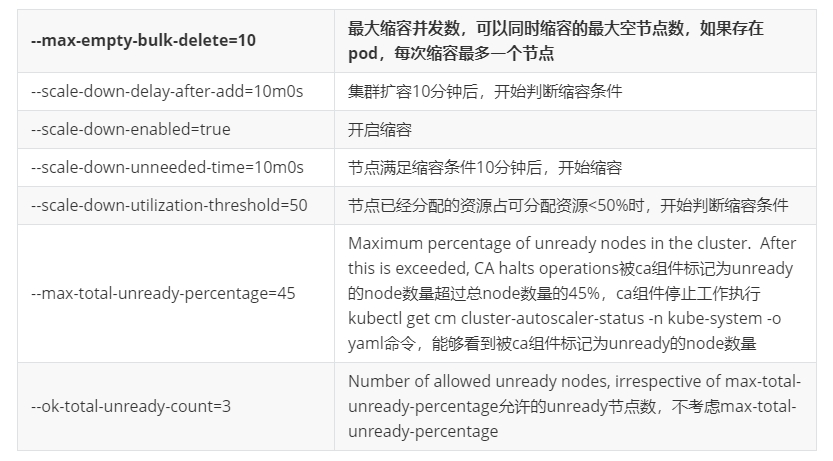 --max-empty-bulk-delete=10
最大缩容并发数，可以同时缩容的最大空节点数，如果存在
pod，每次缩容最多一个节点
--scale-down-delay-after-add=10m0s
集群扩容10分钟后，开始判断缩容条件
--scale-down-enabled=true
开启缩容
--scale-down-unneeded-time=10m0s
节点满足缩容条件10分钟后，开始缩容
--scale-down-utilization-threshold=50
节点已经分配的资源占可分配资源<50%时，开始判断缩容条件
--max-total-unready-percentage=45
Maximum percentage of unready nodes in the cluster.  After
this is exceeded, CA halts operations被ca组件标记为unready
的node数量超过总node数量的45%，ca组件停止工作执行
kubectl get cm cluster-autoscaler-status -n kube-system -o
yaml命令，能够看到被ca组件标记为unready的node数量
--ok-total-unready-count=3
Number of allowed unready nodes, irrespective of max-total-
unready-percentage允许的unready节点数，不考虑max-total-
unready-percentage